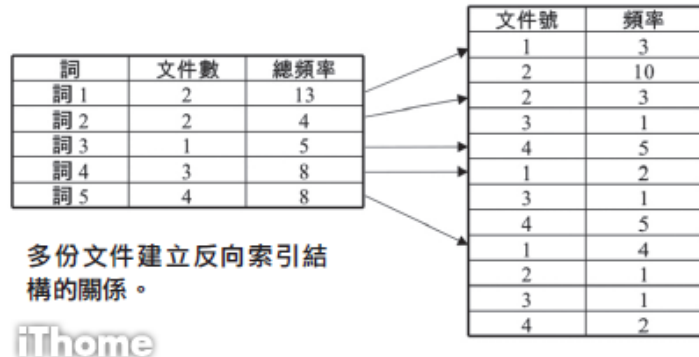 詞 文件數 總頻率
詞 1 2 13
詞 2 2 4
詞 3 1 5
詞 4 3 8
詞 5 4 8
多份文件建立反向索引結
構的關係。
iThome
文件號 頻率
1 3
2 10
2 3
3 1
4 5
1 2
3 1
4 5
1 4
2 1
3 1
4 2